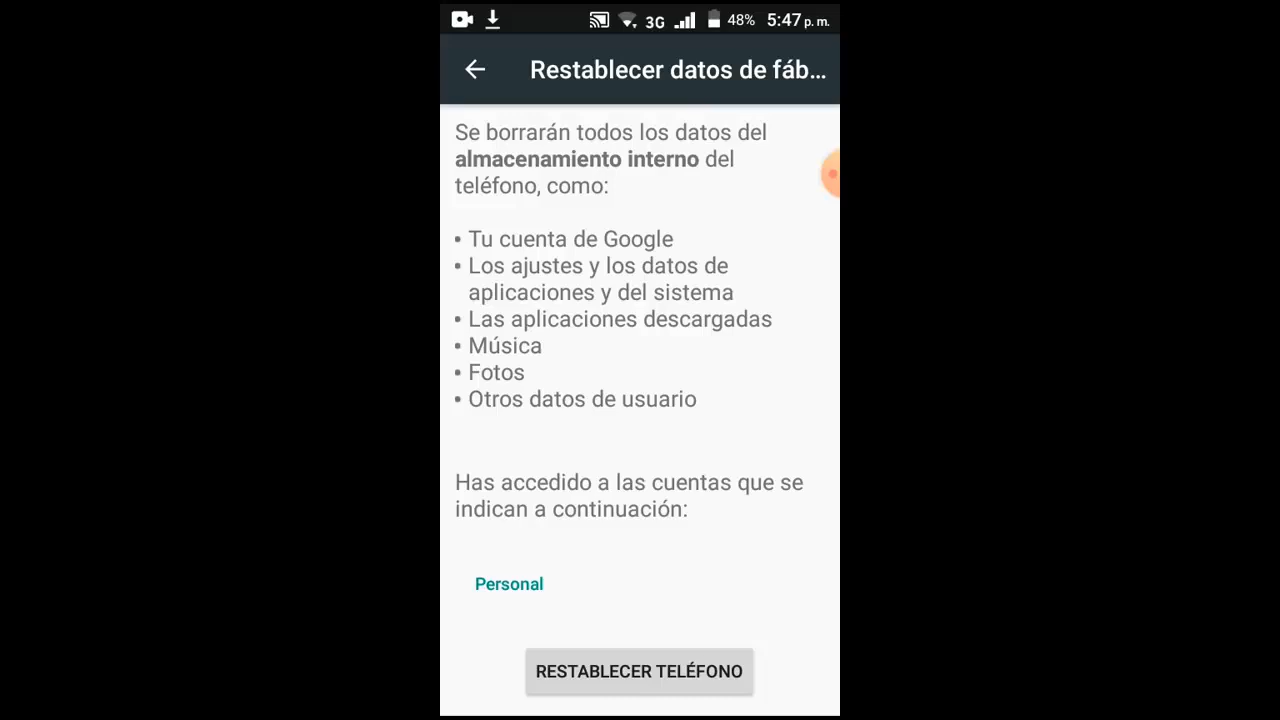 3G 48% 5:47 p. m.
Restablecer datos de fáb...
Se borrarán todos los datos del
almacenamiento interno del
teléfono, como:
• Tu cuenta de Google
• Los ajustes y los datos de
aplicaciones y del sistema
• Las aplicaciones descargadas
• Música
• Fotos
• Otros datos de usuario
Has accedido a las cuentas que se
indican a continuación:
Personal
RESTABLECER TELÉFONO